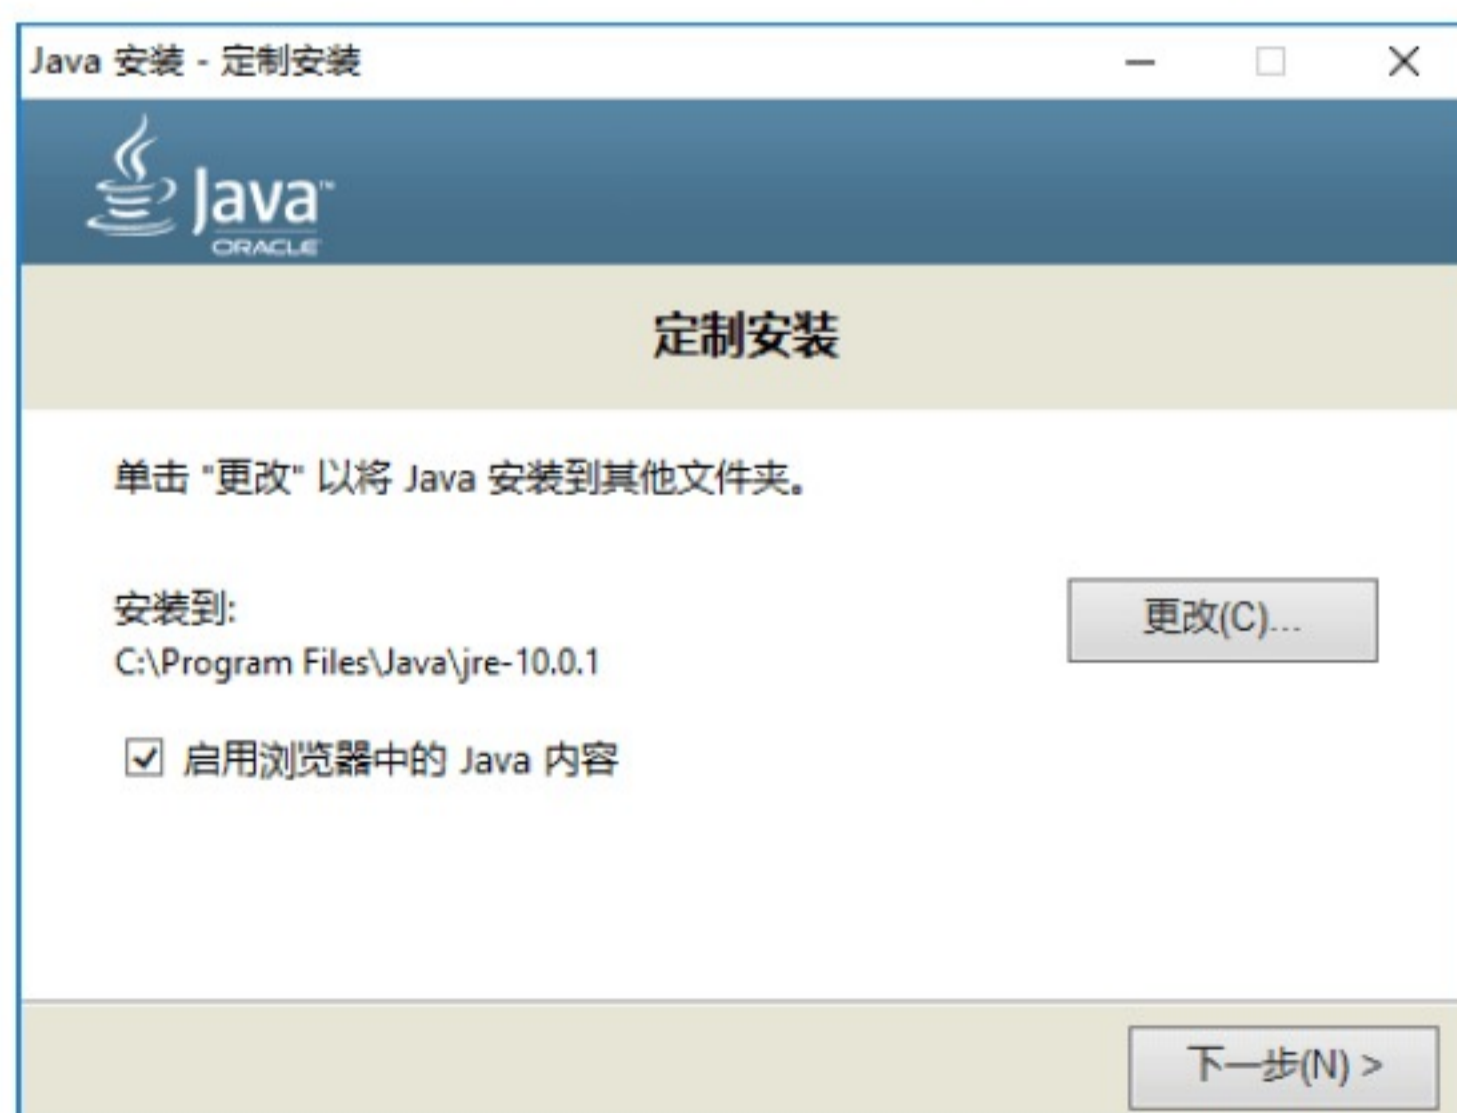 Java 安装 - 定制安装
Java™
ORACLE
定制安装
单击 "更改" 以将 Java 安装到其他文件夹。
安装到:
更改(C)...
C:\Program Files\Java\jre-10.0.1
启用浏览器中的 Java 内容
下一步(N) >